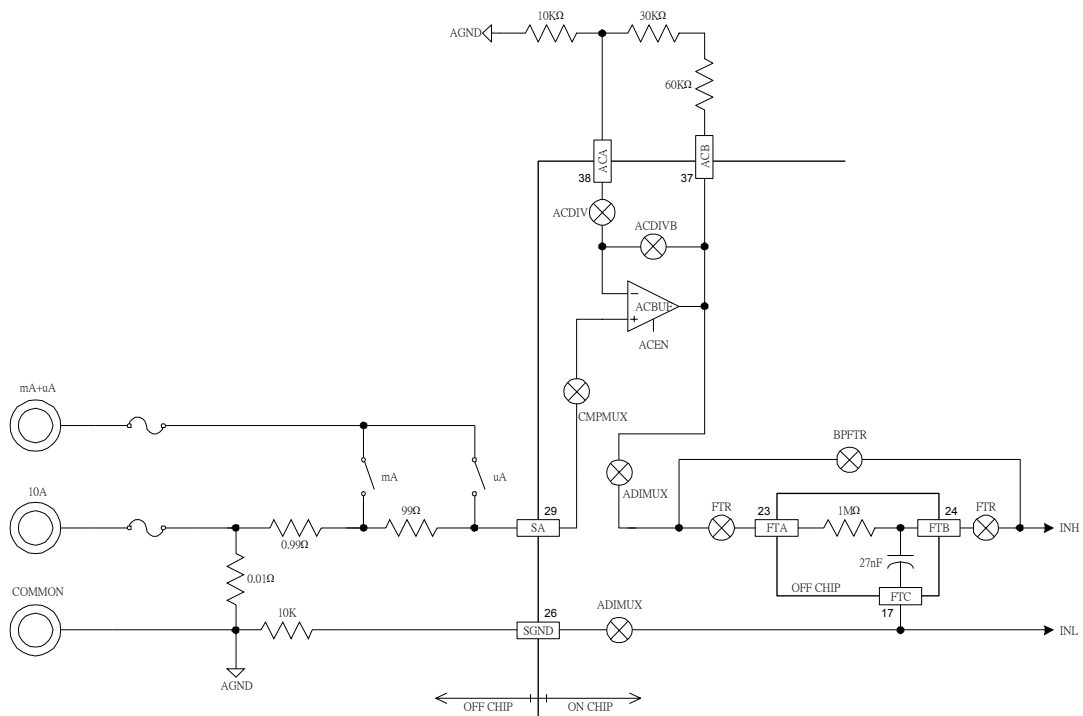 10KΩ
30KΩ
AGND
60KΩ
ACA
ACB
38
37
ACDIV
ACDIVB
ACBUF
ACEN
mA+uA
CMPMUX
BPFTR
mA
uA
ADIMUX
10A
99Ω
29
SA
FTR
23
FTA
1MΩ
24
FTB
FTR
INH
0.99Ω
0.01Ω
27nF
COMMON
10K
26
SGND
ADIMUX
OFF CHIP
FTC
17
INL
AGND
OFF CHIP
ON CHIP